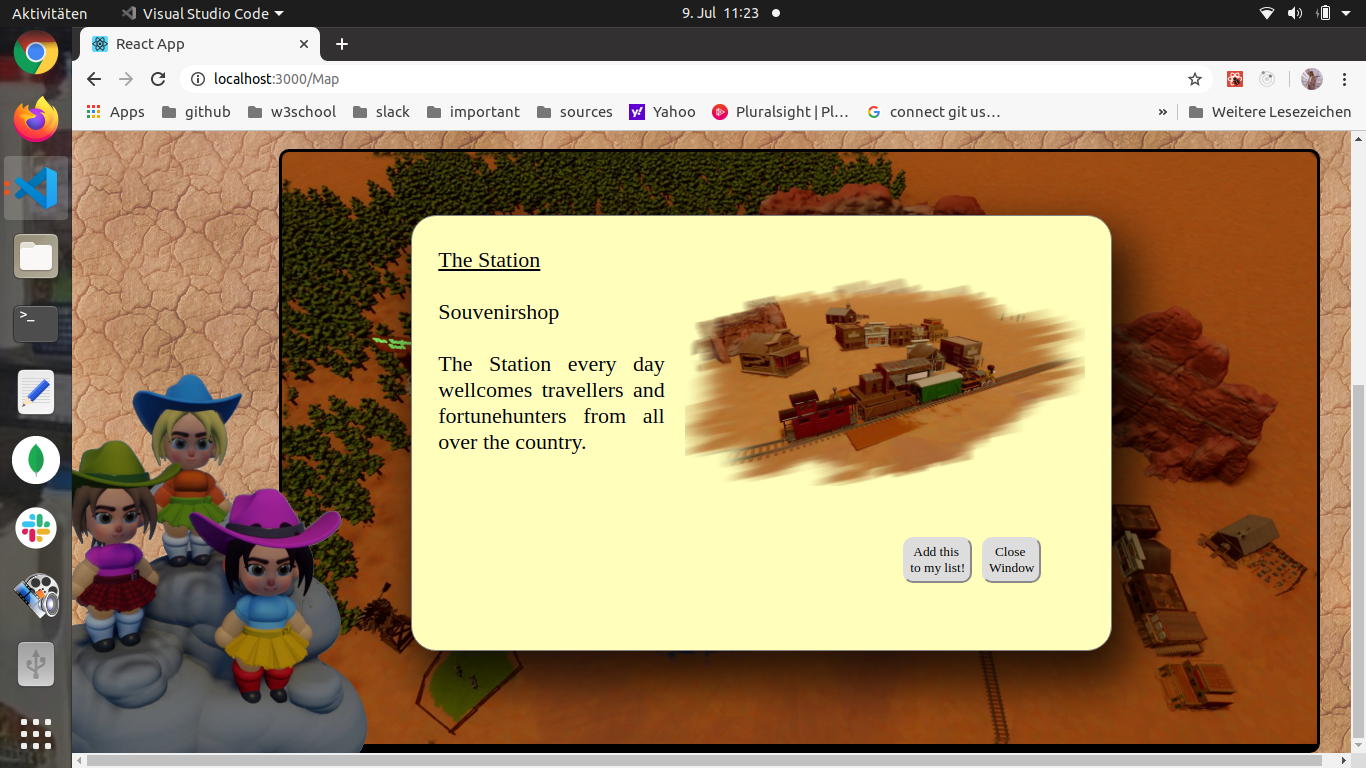 Aktivitäten Visual Studio Code 9. Jul 11:23
React App
localhost:3000/Map
Apps github w3school slack important sources Yahoo Pluralsight | Pl… connect git us… » Weitere Lesezeichen
The Station
Souvenirshop
The Station every day
wellcomes travellers and
fortunehunters from all
over the country.
Add this
to my list!
Close
Window